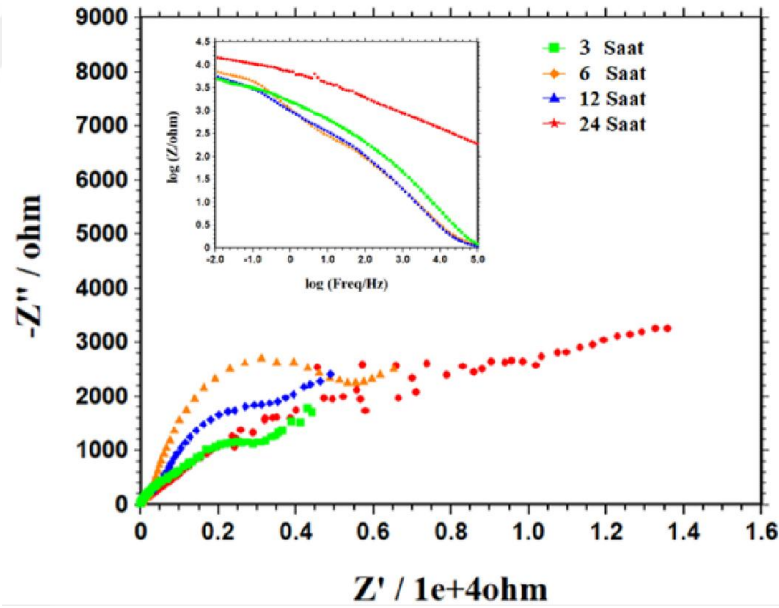 9000
8000
7000
6000
5000
4000
3000
2000
1000
0
-Z" / ohm
0 0.2 0.4 0.6 0.8 1.0 1.2 1.4 1.6
Z' / 1e+4ohm
3 Saat
6 Saat
12 Saat
24 Saat
4.5
4.0
3.5
3.0
2.5
2.0
1.5
1.0
0.5
0
log (Z/ohm)
-2.0 -1.0 0 1.0 2.0 3.0 4.0 5.0
log (Freq/Hz)